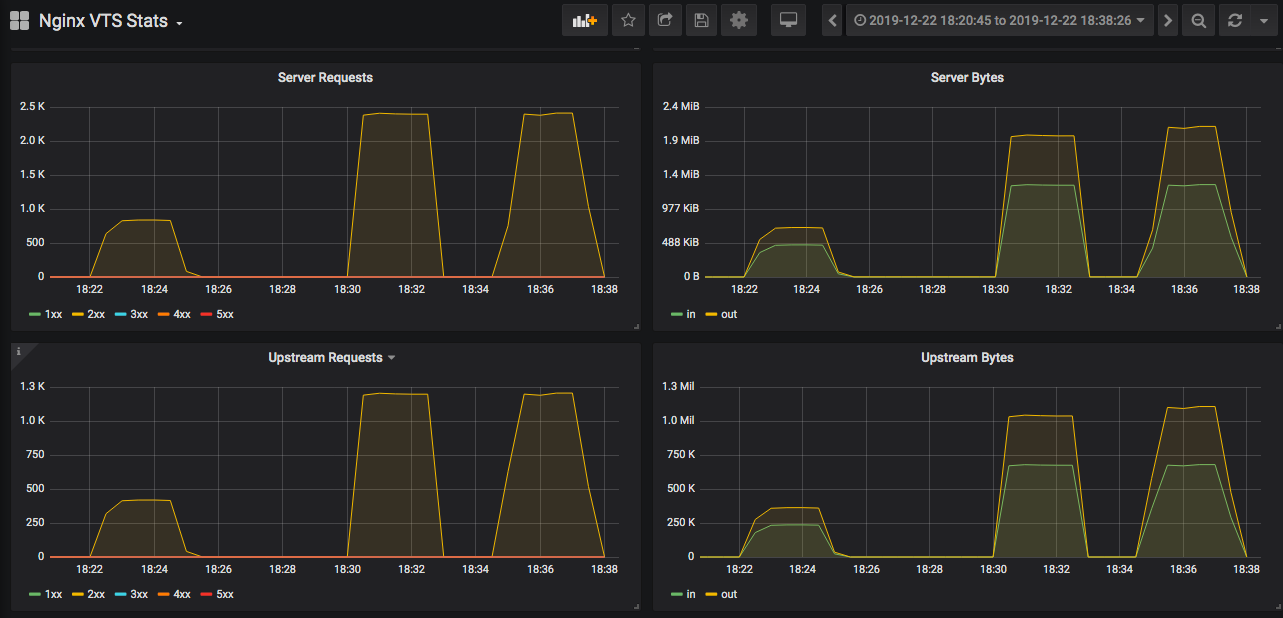 Nginx VTS Stats
2019-12-22 18:20:45 to 2019-12-22 18:38:26
Server Requests
2.5 K
2.0 K
1.5 K
1.0 K
500
0
18:22 18:24 18:26 18:28 18:30 18:32 18:34 18:36 18:38
1xx 2xx 3xx 4xx 5xx
Server Bytes
2.4 MiB
1.9 MiB
1.4 MiB
977 KiB
488 KiB
0 B
18:22 18:24 18:26 18:28 18:30 18:32 18:34 18:36 18:38
in out
i
Upstream Requests
1.3 K
1.0 K
750
500
250
0
18:22 18:24 18:26 18:28 18:30 18:32 18:34 18:36 18:38
1xx 2xx 3xx 4xx 5xx
Upstream Bytes
1.3 Mil
1.0 Mil
750 K
500 K
250 K
0
18:22 18:24 18:26 18:28 18:30 18:32 18:34 18:36 18:38
in out